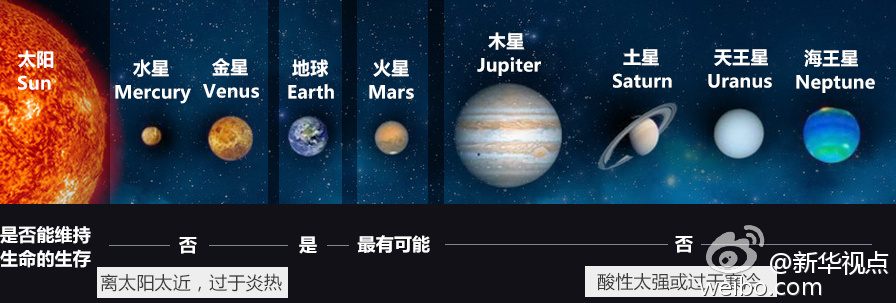 太阳
Sun
水星
Mercury
金星
Venus
地球
Earth
火星
Mars
木星
Jupiter
土星
Saturn
天王星
Uranus
海王星
Neptune
是否能维持
生命的生存
否
是
最有可能
否
离太阳太近，过于炎热
酸性太强或过于寒冷
@新华视点
weibo.com